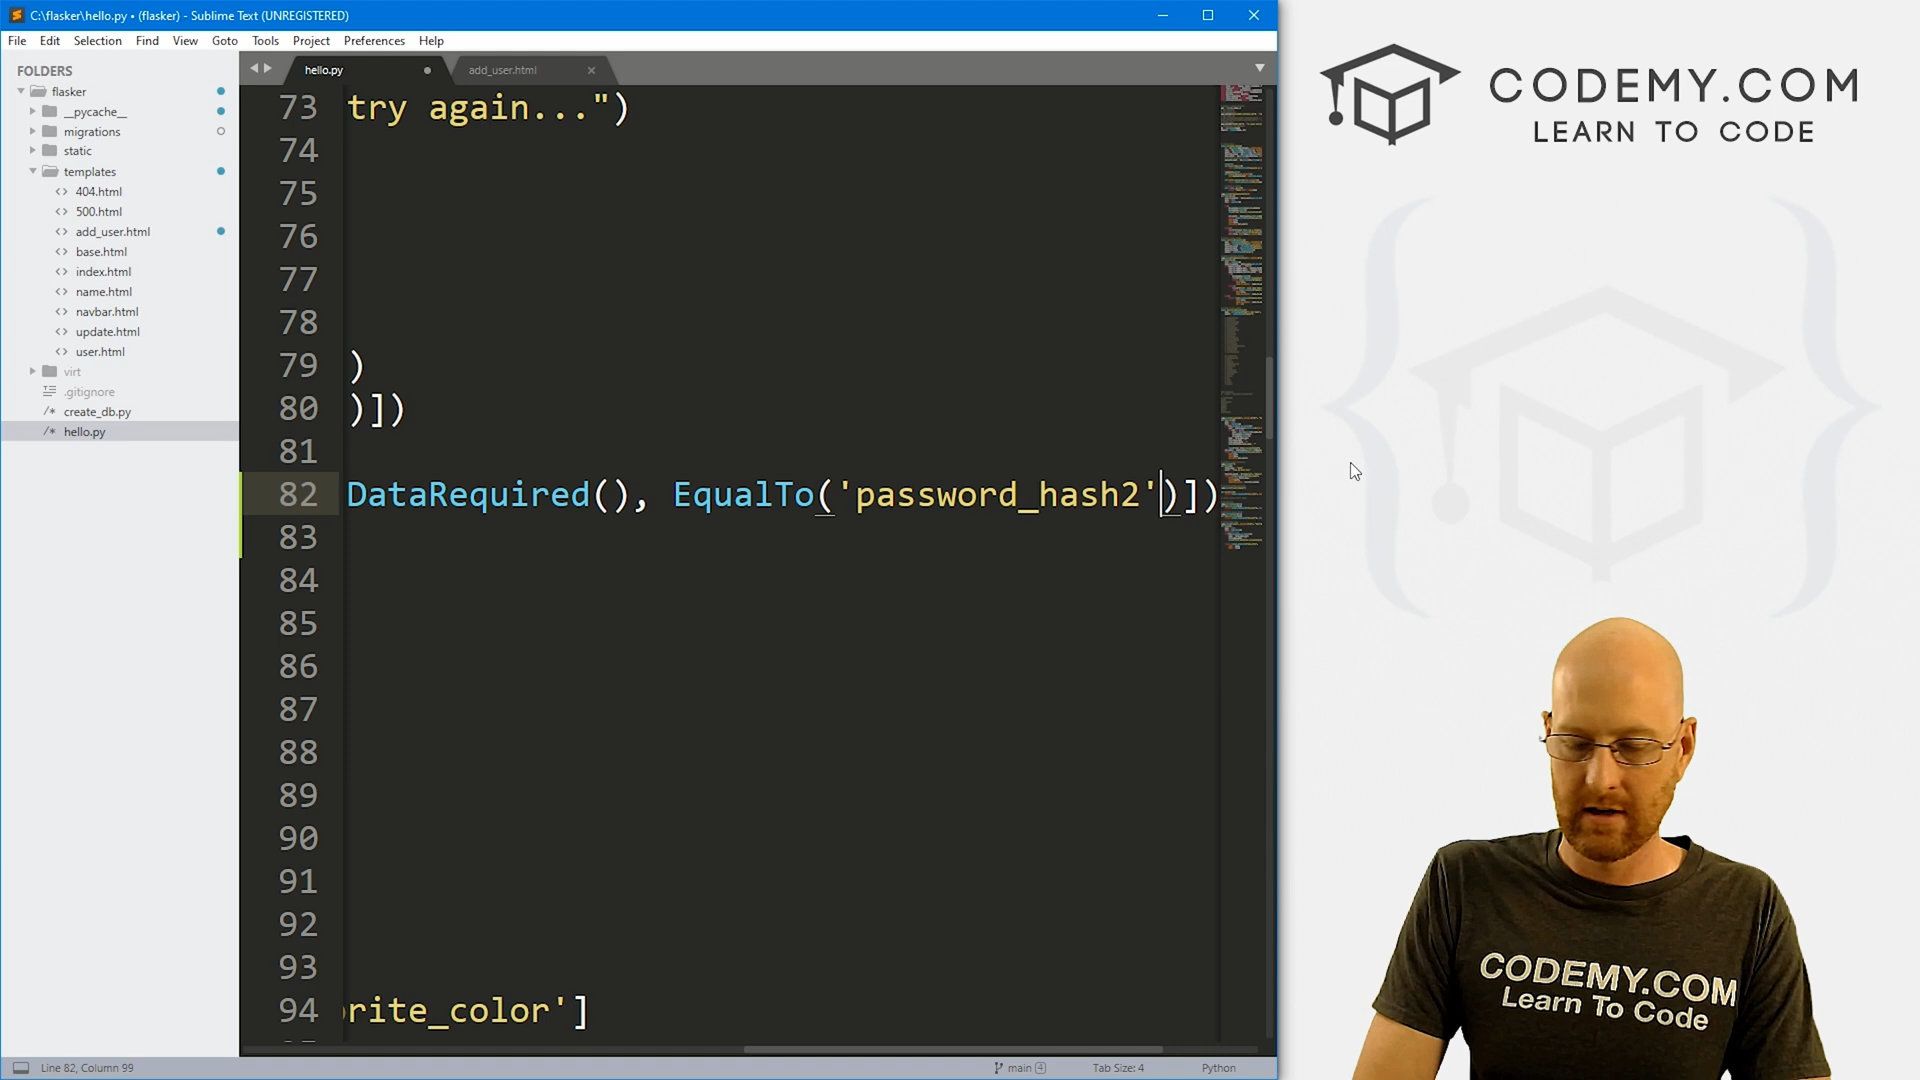 C:\flasker\hello.py • (flasker) - Sublime Text (UNREGISTERED)
File Edit Selection Find View Goto Tools Project Preferences Help
FOLDERS
flasker
__pycache__
migrations
static
templates
404.html
500.html
add_user.html
base.html
index.html
name.html
navbar.html
update.html
user.html
virt
.gitignore
create_db.py
hello.py
hello.py add_user.html
73 try again...")
74
75
76
77
78
79 )
80 )])
81
82 DataRequired(), EqualTo('password_hash2')])
83
84
85
86
87
88
89
90
91
92
93
94 orite_color']
Line 82, Column 99 main 4 Tab Size: 4 Python
CODEMY.COM
LEARN TO CODE
CODEMY.COM
Learn To Code